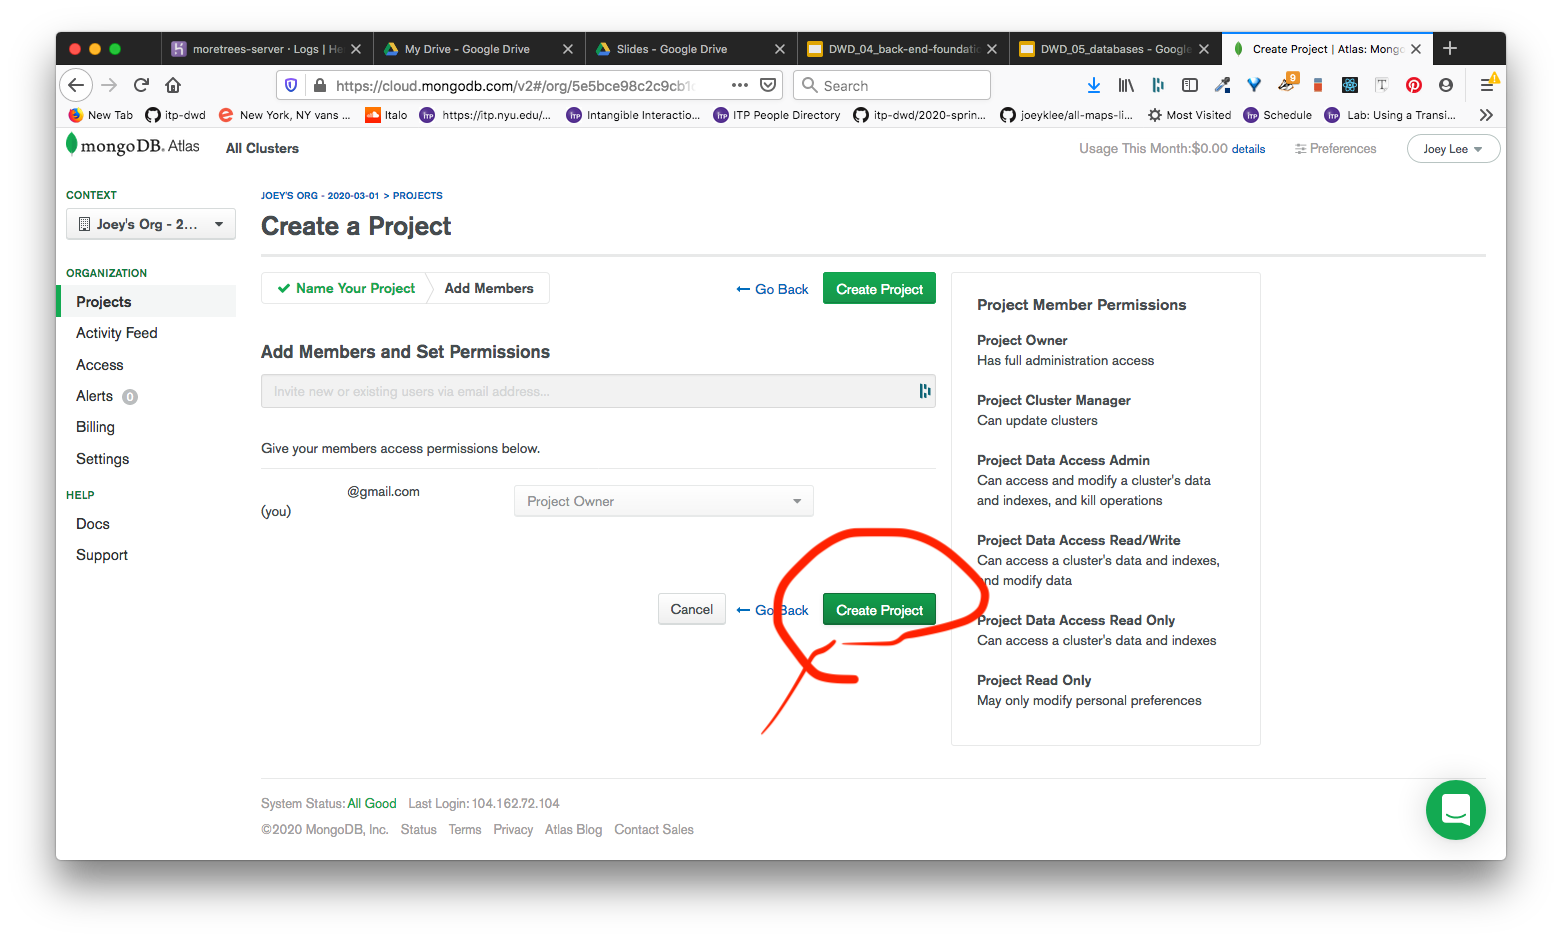 moretrees-server · Logs | He
My Drive - Google Drive
Slides - Google Drive
DWD_04_back-end-foundatio
DWD_05_databases - Google
Create Project | Atlas: Mongo
https://cloud.mongodb.com/v2#/org/5e5bce98c2c9cb1
Search
9
New Tab
itp-dwd
New York, NY vans ...
Italo
https://itp.nyu.edu/...
Intangible Interactio...
ITP People Directory
itp-dwd/2020-sprin...
joeyklee/all-maps-li...
Most Visited
Schedule
Lab: Using a Transi...
mongoDB. Atlas
All Clusters
Usage This Month:$0.00 details
Preferences
Joey Lee
CONTEXT
Joey's Org - 2...
ORGANIZATION
Projects
Activity Feed
Access
Alerts 0
Billing
Settings
HELP
Docs
Support
JOEY'S ORG - 2020-03-01 > PROJECTS
Create a Project
Name Your Project
Add Members
Go Back
Create Project
Add Members and Set Permissions
Invite new or existing users via email address...
Give your members access permissions below.
@gmail.com
(you)
Project Owner
Cancel
Go Back
Create Project
Project Member Permissions
Project Owner
Has full administration access
Project Cluster Manager
Can update clusters
Project Data Access Admin
Can access and modify a cluster's data
and indexes, and kill operations
Project Data Access Read/Write
Can access a cluster's data and indexes,
and modify data
Project Data Access Read Only
Can access a cluster's data and indexes
Project Read Only
May only modify personal preferences
System Status: All Good Last Login: 104.162.72.104
©2020 MongoDB, Inc. Status Terms Privacy Atlas Blog Contact Sales